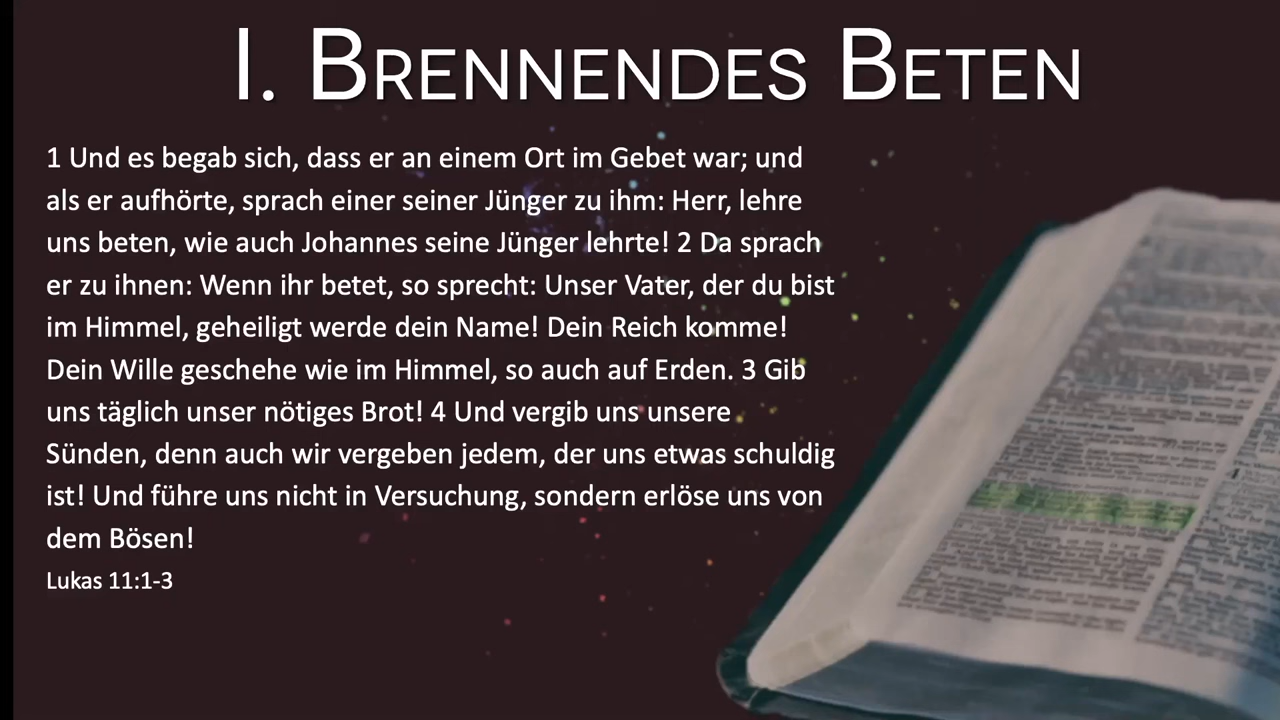 I. Brennendes Beten
1 Und es begab sich, dass er an einem Ort im Gebet war; und
als er aufhörte, sprach einer seiner Jünger zu ihm: Herr, lehre
uns beten, wie auch Johannes seine Jünger lehrte! 2 Da sprach
er zu ihnen: Wenn ihr betet, so sprecht: Unser Vater, der du bist
im Himmel, geheiligt werde dein Name! Dein Reich komme!
Dein Wille geschehe wie im Himmel, so auch auf Erden. 3 Gib
uns täglich unser nötiges Brot! 4 Und vergib uns unsere
Sünden, denn auch wir vergeben jedem, der uns etwas schuldig
ist! Und führe uns nicht in Versuchung, sondern erlöse uns von
dem Bösen!
Lukas 11:1-3